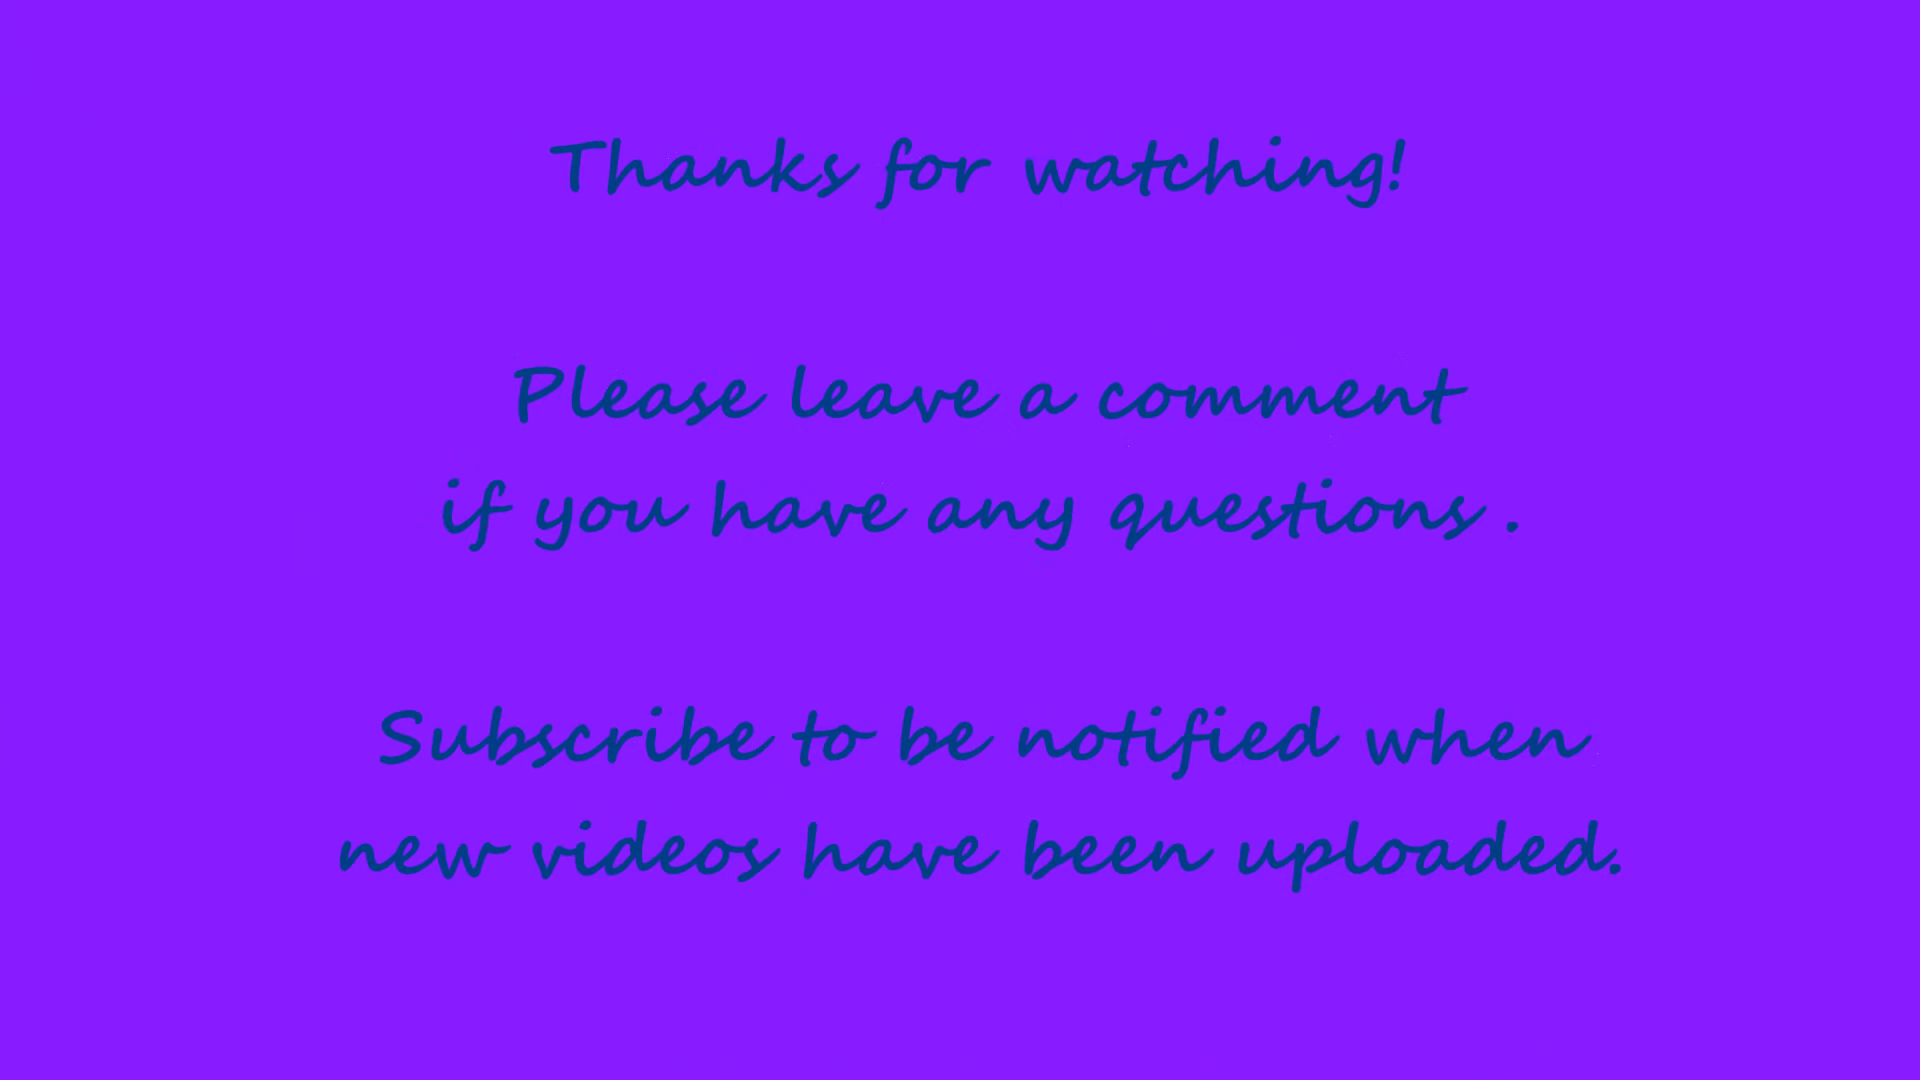 Thanks for watching!
Please leave a comment
if you have any questions .
Subscribe to be notified when
new videos have been uploaded.